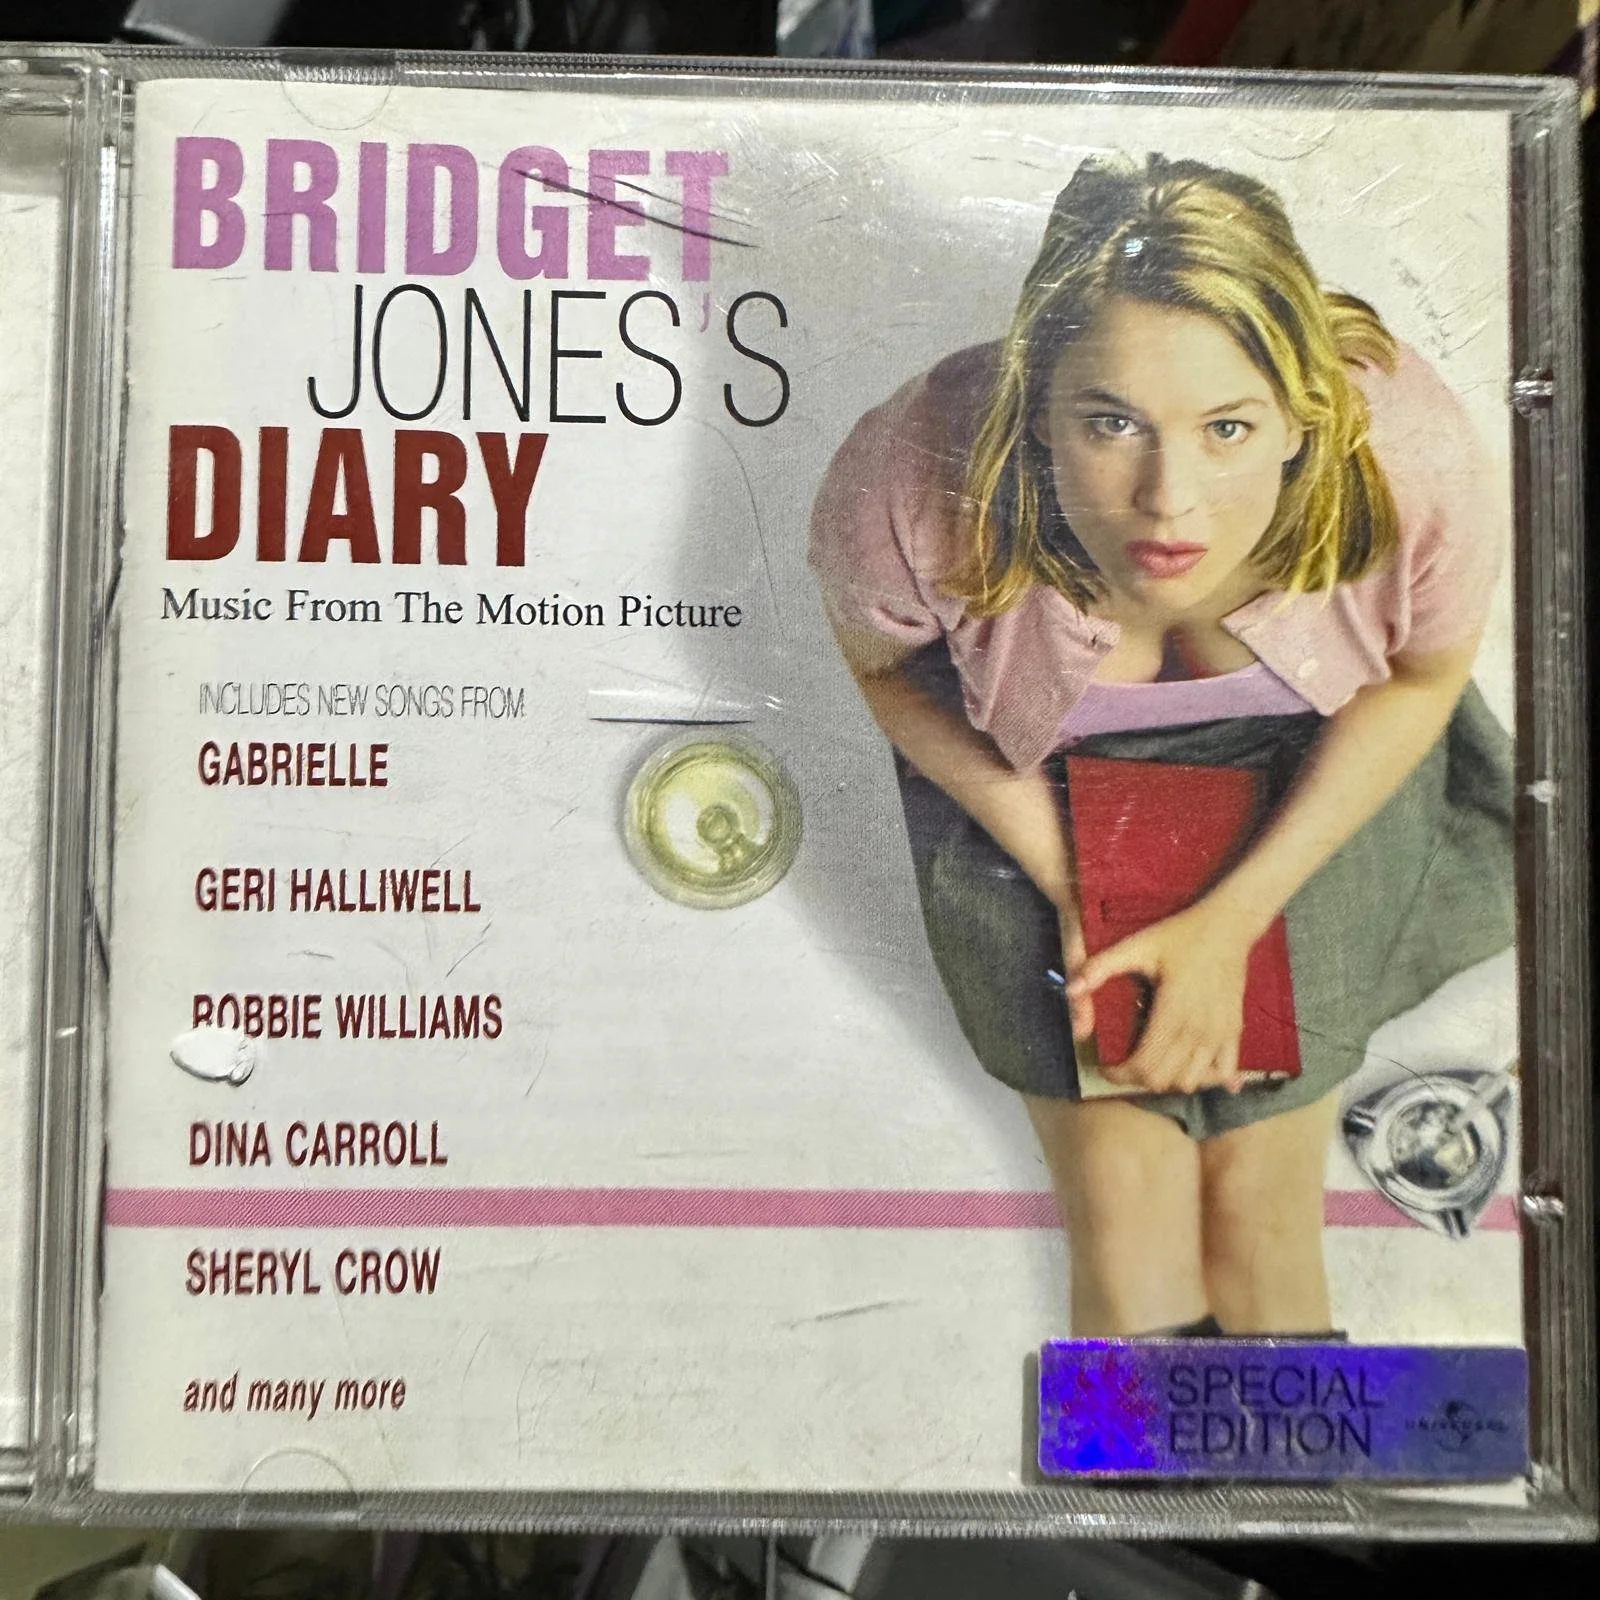 BRIDGET
JONES'S
DIARY
Music From The Motion Picture
INCLUDES NEW SONGS FROM
GABRIELLE
GERI HALLIWELL
ROBBIE WILLIAMS
DINA CARROLL
SHERYL CROW
and many more
SPECIAL
EDITION
UNIVERSAL